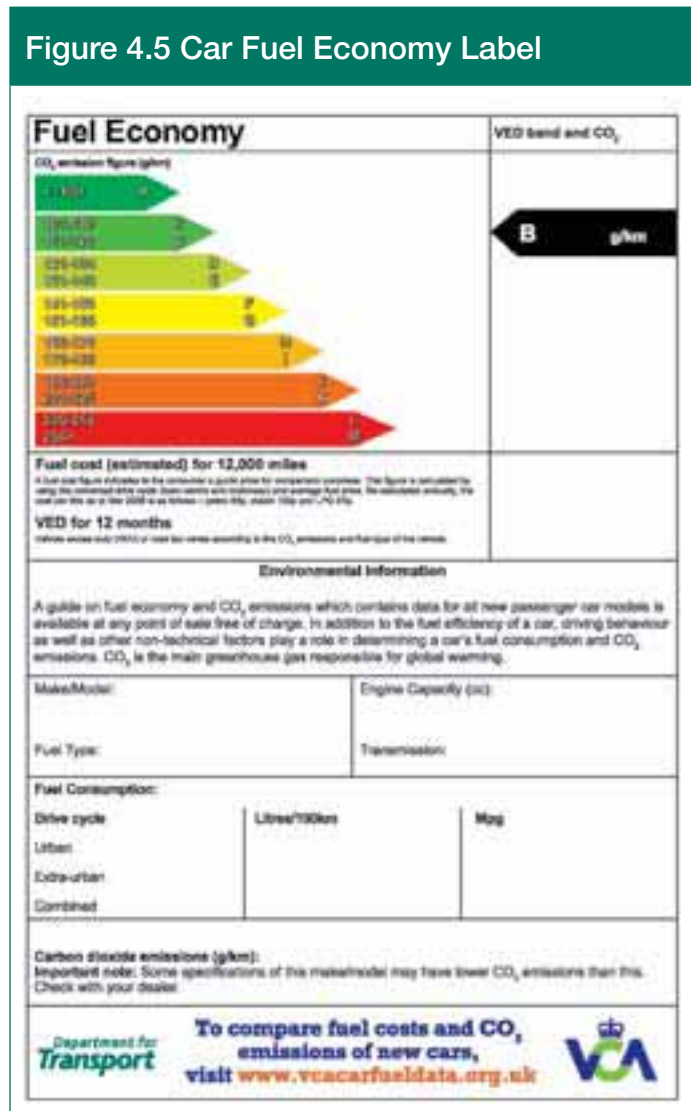 Figure 4.5 Car Fuel Economy Label
Fuel Economy
VED band and CO₂
CO₂ emission figure (g/km)
A
B
g/km
D
F
G
H
I
Fuel cost (estimated) for 12,000 miles
VED for 12 months
Environmental Information
A guide on fuel economy and CO₂ emissions which contains data for all new passenger car models is
available at any point of sale free of charge. In addition to the fuel efficiency of a car, driving behaviour
as well as other non-technical factors play a role in determining a car's fuel consumption and CO₂
emissions. CO₂ is the main greenhouse gas responsible for global warming.
Make/Model:
Engine Capacity (cc):
Fuel Type:
Transmission:
Fuel Consumption:
Drive cycle
Litres/100km
Mpg
Urban
Extra-urban
Combined
Carbon dioxide emissions (g/km):
Important note: Some specifications of this make/model may have lower CO₂ emissions than this.
Check with your dealer
Department for
Transport
To compare fuel costs and CO₂
emissions of new cars,
visit www.vcacarfueldata.org.uk
VCA